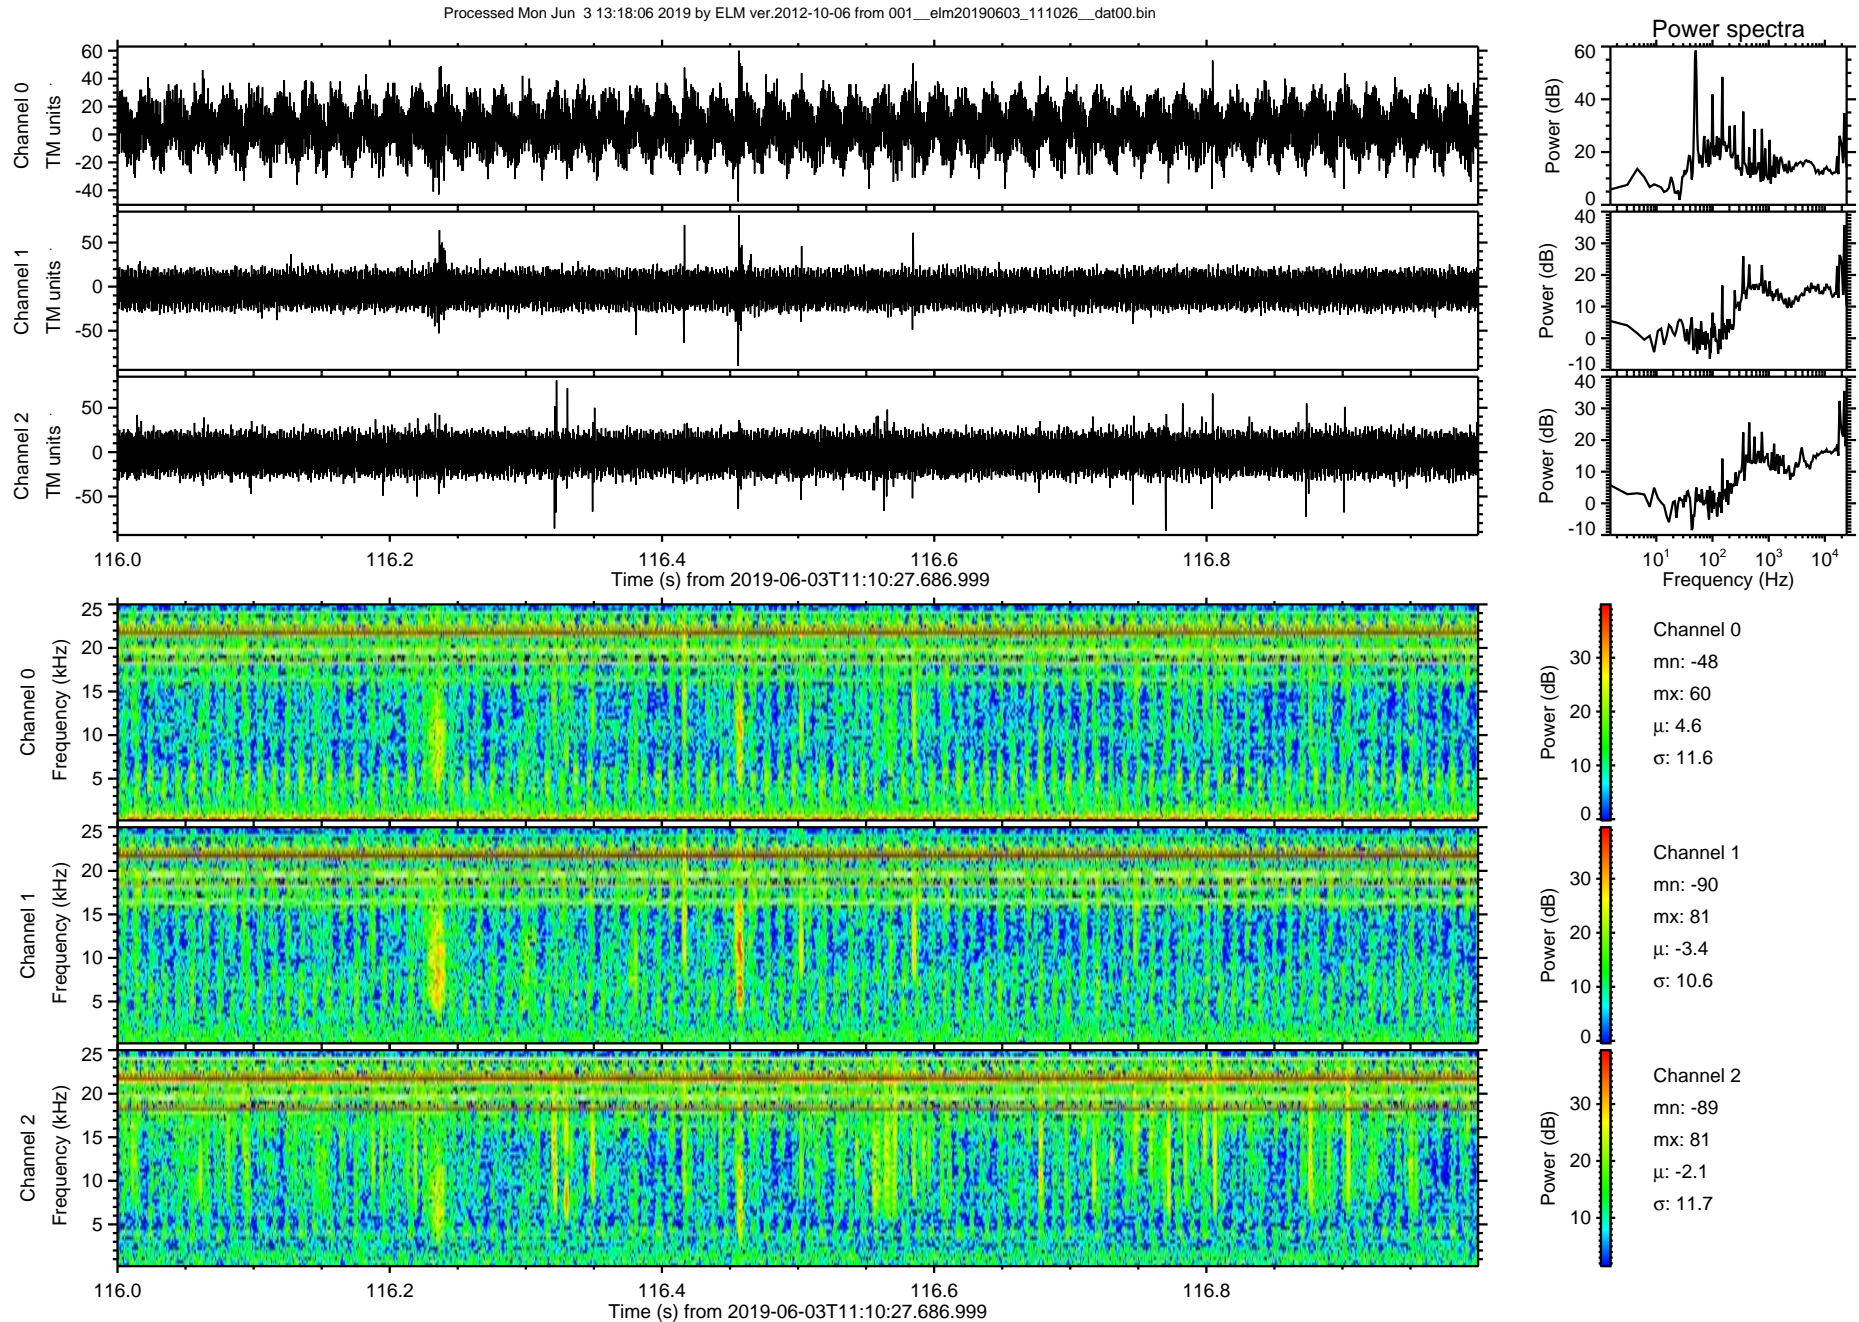 Processed Mon Jun 3 13:18:06 2019 by ELM ver.2012-10-06 from 001__elm20190603_111026__dat00.bin
Power spectra
Channel 0
TM units
60
40
20
0
-20
-40
Power (dB)
60
40
20
0
Channel 1
TM units
50
0
-50
Power (dB)
40
30
20
10
0
-10
Channel 2
TM units
50
0
-50
Power (dB)
40
30
20
10
0
-10
116.0 116.2 116.4 116.6 116.8
Time (s) from 2019-06-03T11:10:27.686.999
10¹ 10² 10³ 10⁴
Frequency (Hz)
Channel 0
Frequency (kHz)
25
20
15
10
5
Power (dB)
30
20
10
0
Channel 0
mn: -48
mx: 60
μ: 4.6
σ: 11.6
Channel 1
Frequency (kHz)
25
20
15
10
5
Power (dB)
30
20
10
0
Channel 1
mn: -90
mx: 81
μ: -3.4
σ: 10.6
Channel 2
Frequency (kHz)
25
20
15
10
5
Power (dB)
30
20
10
Channel 2
mn: -89
mx: 81
μ: -2.1
σ: 11.7
116.0 116.2 116.4 116.6 116.8
Time (s) from 2019-06-03T11:10:27.686.999